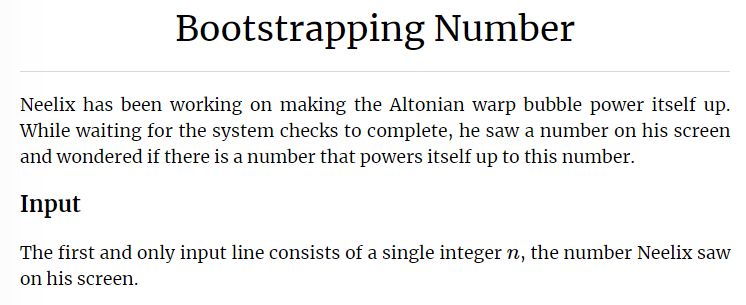 Bootstrapping Number
Neelix has been working on making the Altonian warp bubble power itself up.
While waiting for the system checks to complete, he saw a number on his screen
and wondered if there is a number that powers itself up to this number.
Input
The first and only input line consists of a single integer n, the number Neelix saw
on his screen.